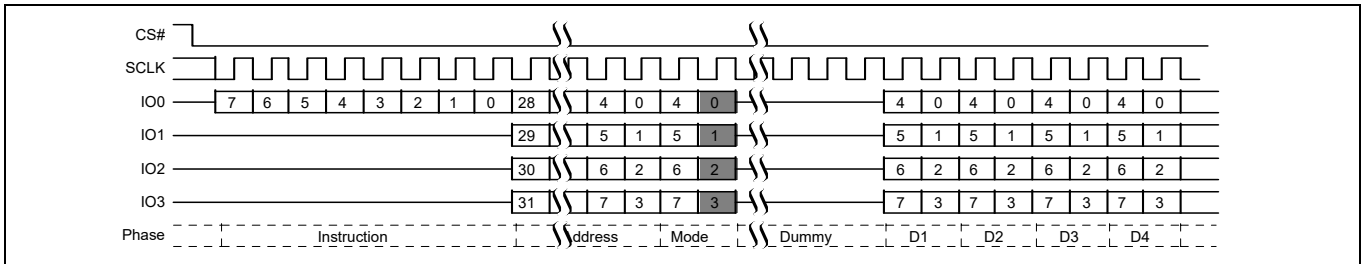 CS#
SCLK
IO0 7 6 5 4 3 2 1 0 28 4 0 4 0 4 0 4 0 4 0 4 0
IO1 29 5 1 5 1 5 1 5 1 5 1 5 1
IO2 30 6 2 6 2 6 2 6 2 6 2 6 2
IO3 31 7 3 7 3 7 3 7 3 7 3 7 3
Phase Instruction ddress Mode Dummy D1 D2 D3 D4